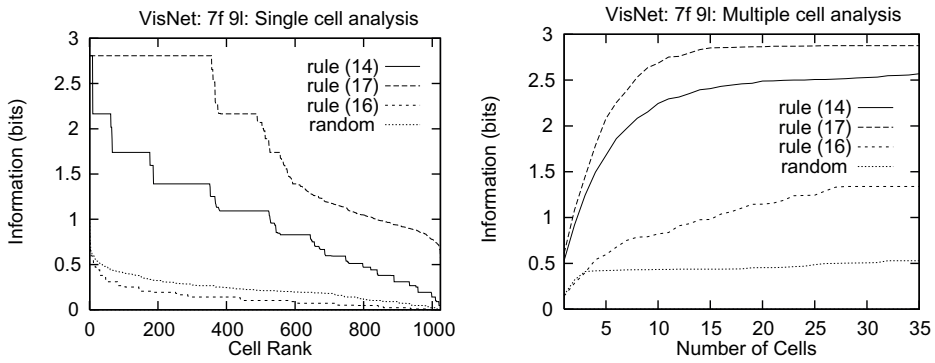 VisNet: 7f 9l: Single cell analysis
3
2.5
2
1.5
1
0.5
0
Information (bits)
rule (14)
rule (17)
rule (16)
random
0 200 400 600 800 1000
Cell Rank
VisNet: 7f 9l: Multiple cell analysis
3
2.5
2
1.5
1
0.5
0
Information (bits)
rule (14)
rule (17)
rule (16)
random
5 10 15 20 25 30 35
Number of Cells